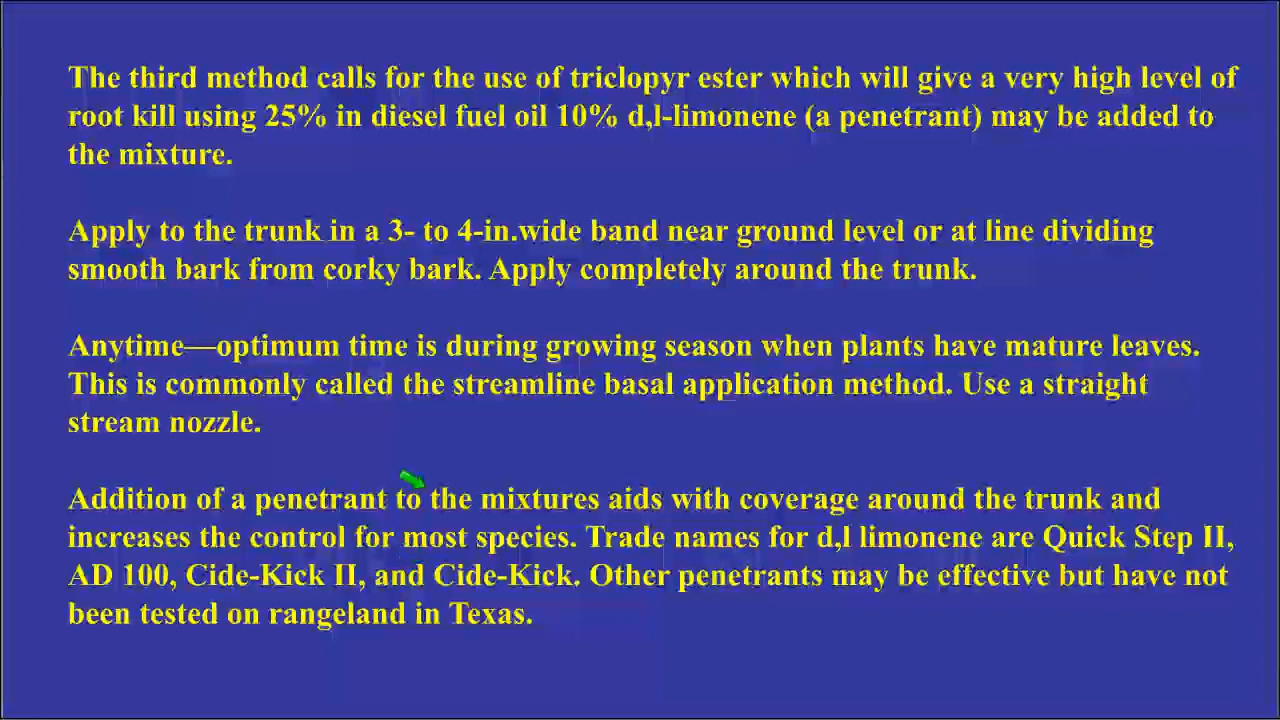 The third method calls for the use of triclopyr ester which will give a very high level of
root kill using 25% in diesel fuel oil 10% d,l-limonene (a penetrant) may be added to
the mixture.
Apply to the trunk in a 3- to 4-in.wide band near ground level or at line dividing
smooth bark from corky bark. Apply completely around the trunk.
Anytime—optimum time is during growing season when plants have mature leaves.
This is commonly called the streamline basal application method. Use a straight
stream nozzle.
Addition of a penetrant to the mixtures aids with coverage around the trunk and
increases the control for most species. Trade names for d,l limonene are Quick Step II,
AD 100, Cide-Kick II, and Cide-Kick. Other penetrants may be effective but have not
been tested on rangeland in Texas.